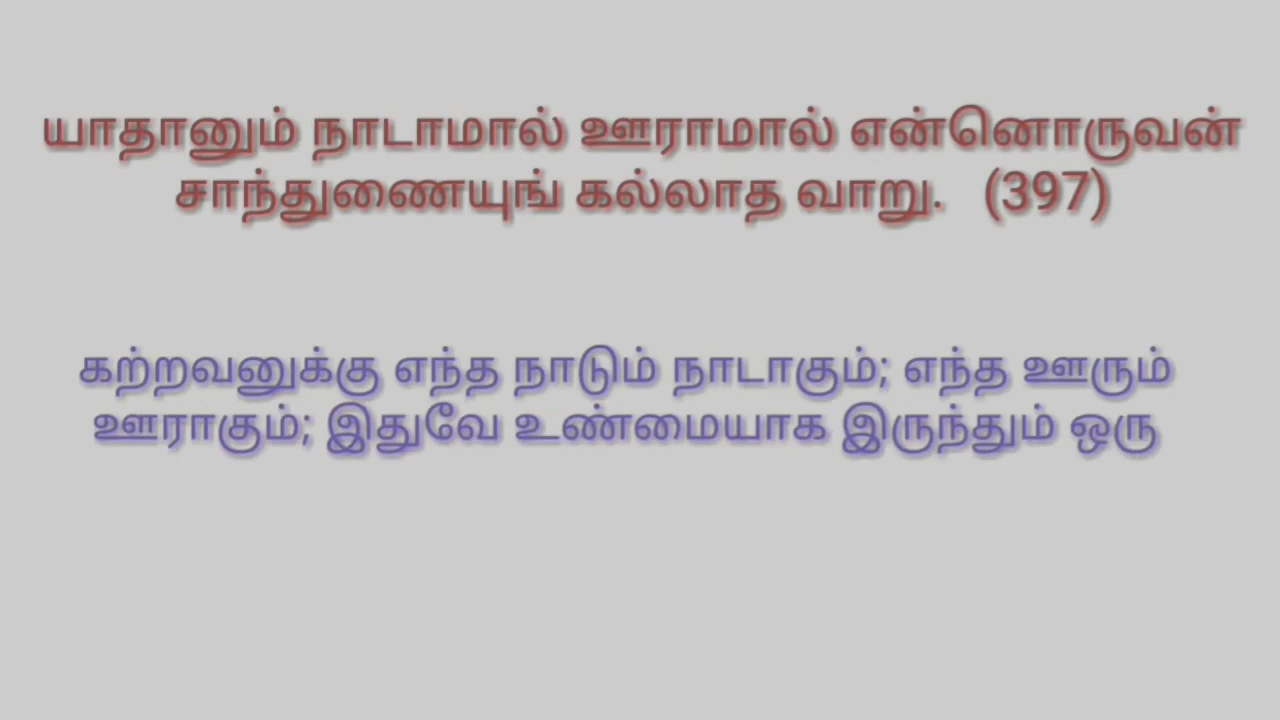 யாதானும் நாடாமால் ஊராமால் என்னொருவன்
சாந்துணையுங் கல்லாத வாறு. (397)
கற்றவனுக்கு எந்த நாடும் நாடாகும்; எந்த ஊரும்
ஊராகும்; இதுவே உண்மையாக இருந்தும் ஒரு